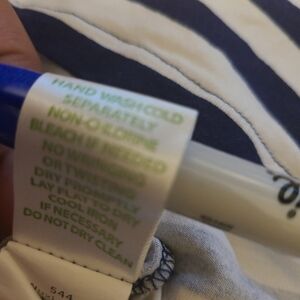 HAND WASH COLD
SEPARATELY
NON-CHLORINE
BLEACH IF NEEDED
NO WRINGING
OR TWISTING
DRY PROMPTLY
LAY FLAT TO DRY
COOL IRON
IF NECESSARY
DO NOT DRY CLEAN
544